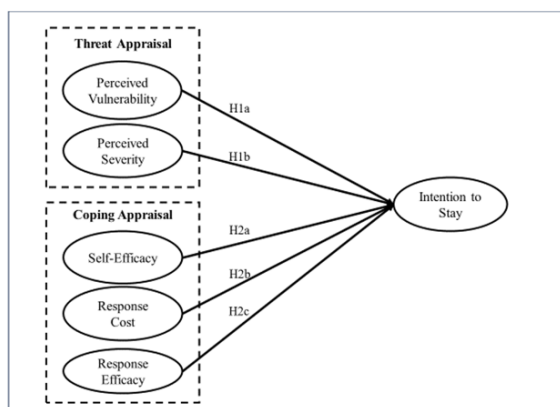 Threat Appraisal
Perceived
Vulnerability
H1a
Perceived
Severity
H1b
Intention to
Stay
Coping Appraisal
Self-Efficacy
H2a
Response
Cost
H2b
Response
Efficacy
H2c